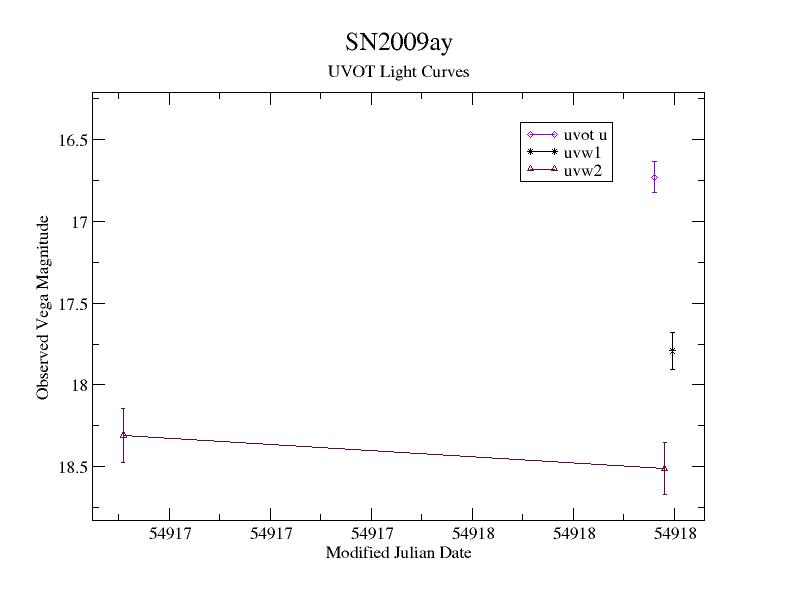 SN2009ay
UVOT Light Curves
uvot u
uvw1
uvw2
16.5
17
17.5
18
18.5
Observed Vega Magnitude
54917 54917 54917 54918 54918 54918
Modified Julian Date